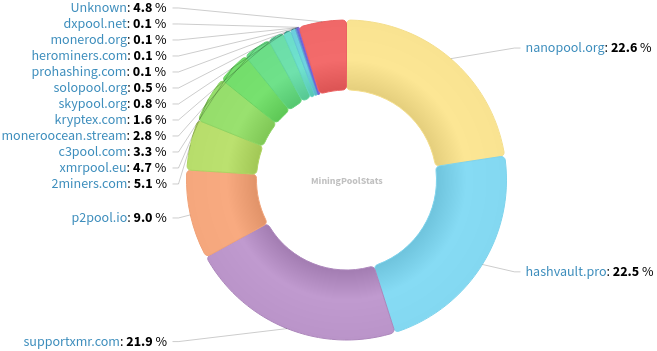 Unknown: 4.8 %
dxpool.net: 0.1 %
monerod.org: 0.1 %
herominers.com: 0.1 %
prohashing.com: 0.1 %
solopool.org: 0.5 %
skypool.org: 0.8 %
kryptex.com: 1.6 %
moneroocean.stream: 2.8 %
c3pool.com: 3.3 %
xmrpool.eu: 4.7 %
2miners.com: 5.1 %
p2pool.io: 9.0 %
supportxmr.com: 21.9 %
MiningPoolStats
nanopool.org: 22.6 %
hashvault.pro: 22.5 %